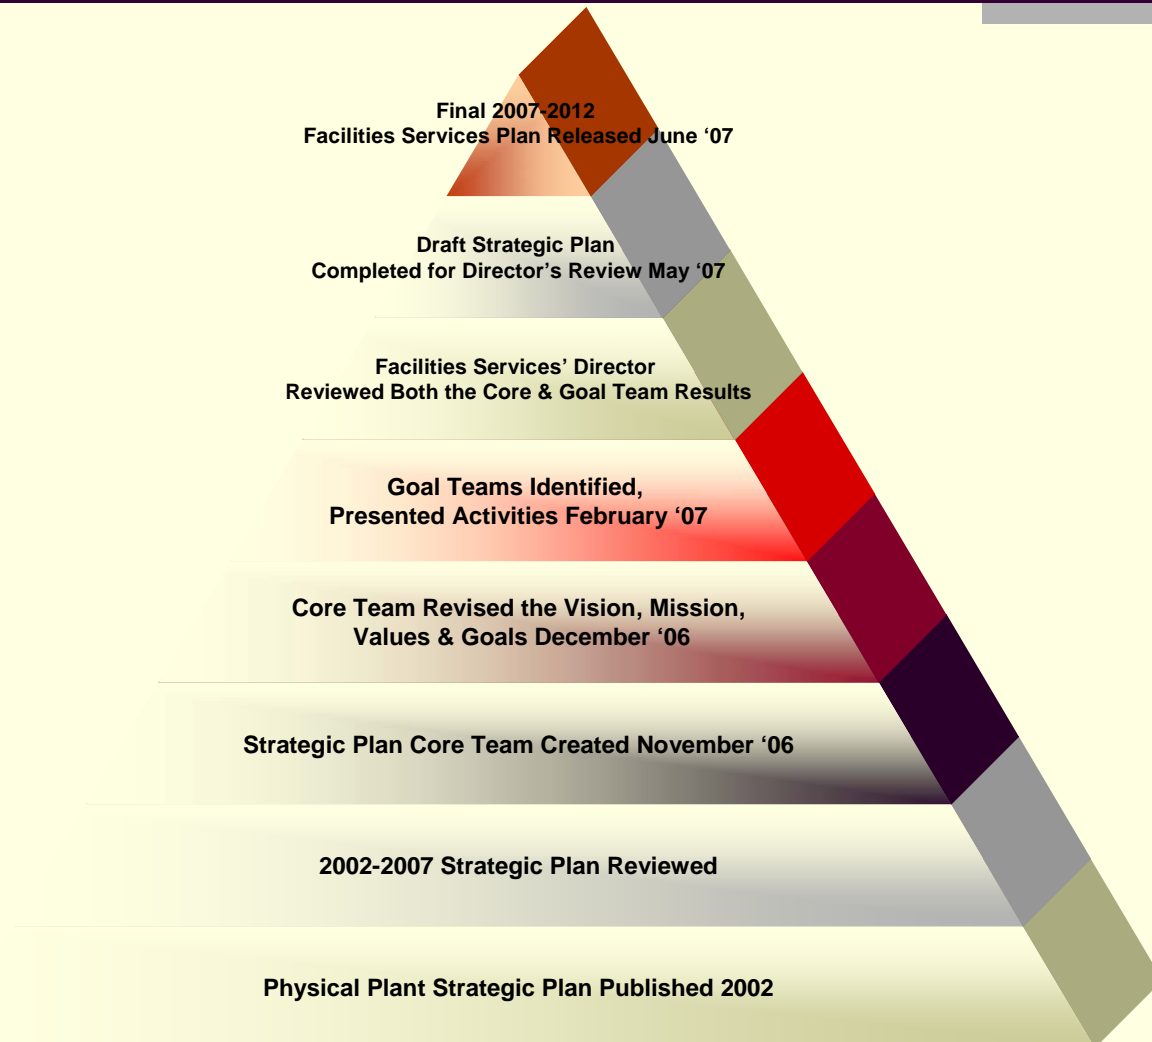 Final 2007-2012
Facilities Services Plan Released June ‘07
Draft Strategic Plan
Completed for Director’s Review May ‘07
Facilities Services’ Director
Reviewed Both the Core & Goal Team Results
Goal Teams Identified,
Presented Activities February ‘07
Core Team Revised the Vision, Mission,
Values & Goals December ‘06
Strategic Plan Core Team Created November ‘06
2002-2007 Strategic Plan Reviewed
Physical Plant Strategic Plan Published 2002